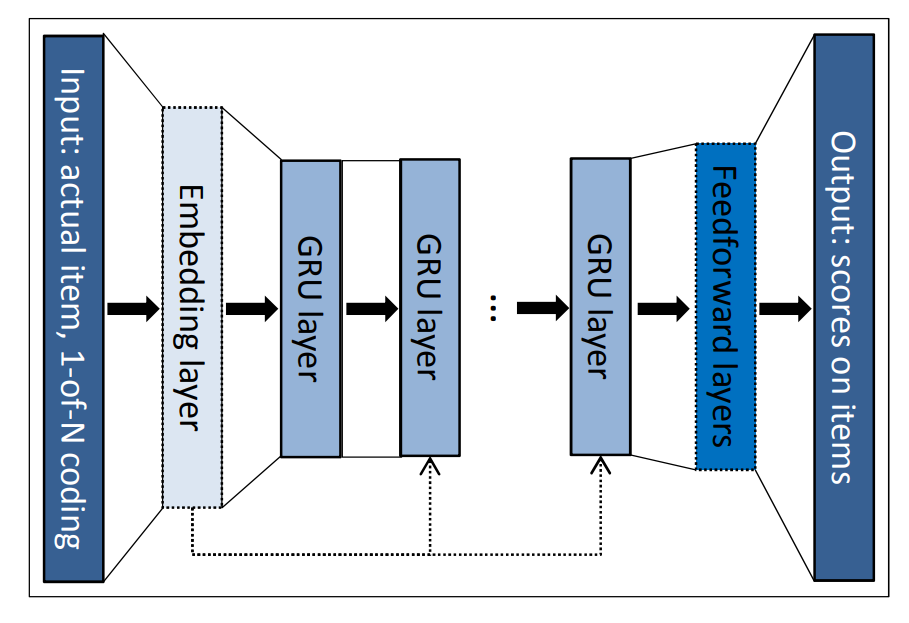 Input: actual item, 1-of-N coding
Embedding layer
GRU layer
GRU layer
...
GRU layer
Feedforward layers
Output: scores on items